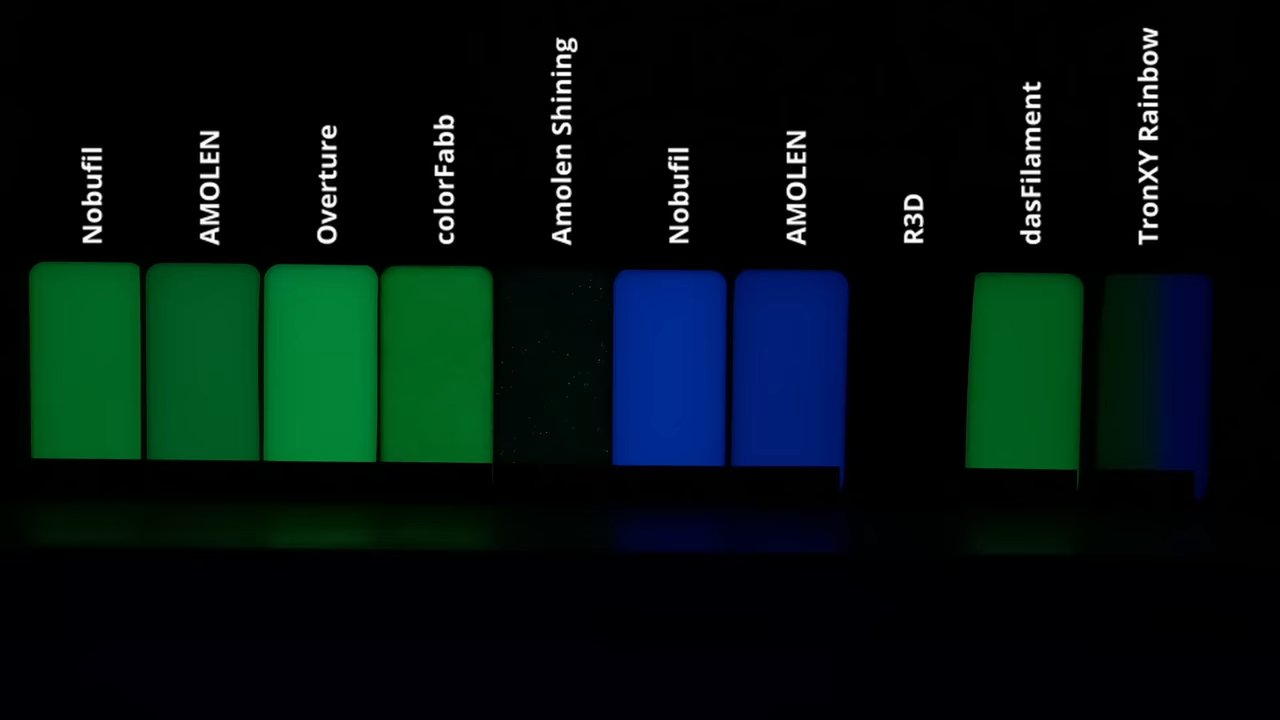 Nobufil
AMOLEN
Overture
colorFabb
Amolen Shining
Nobufil
AMOLEN
R3D
dasFilament
TronXY Rainbow